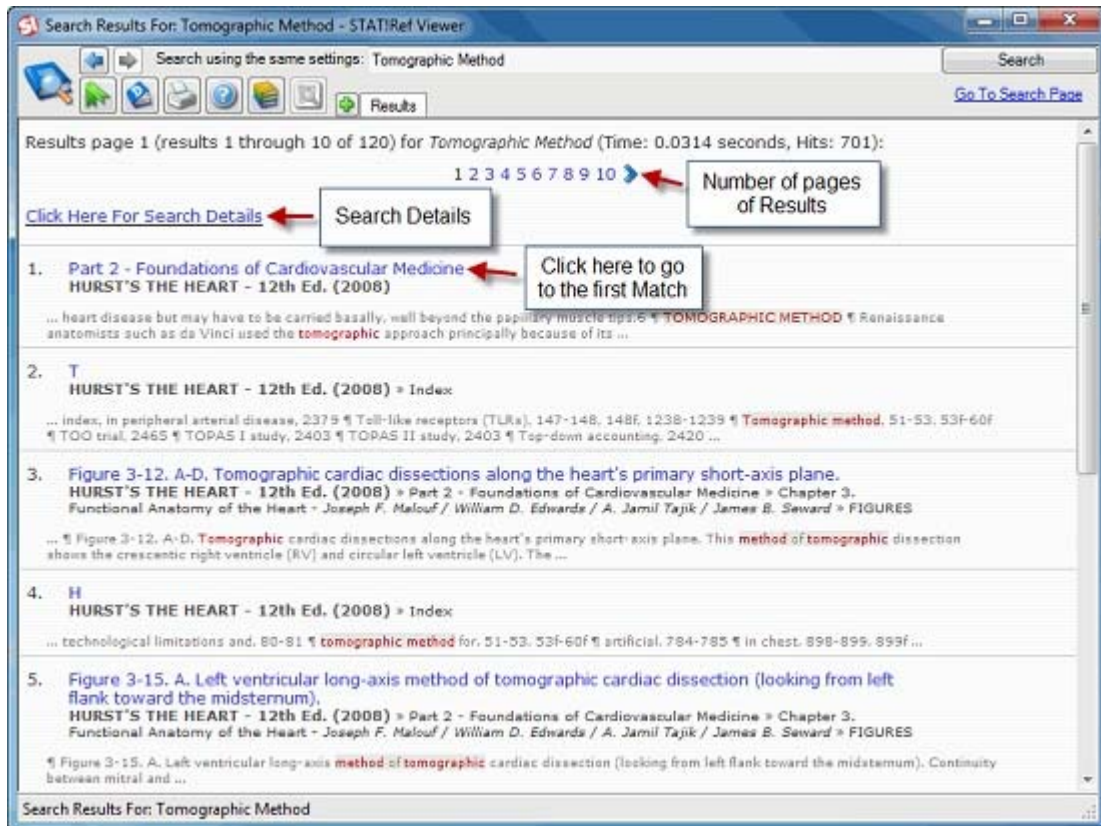 Search Results For: Tomographic Method - STAT!Ref Viewer
Search using the same settings: Tomographic Method
Search
Results
Go To Search Page
Results page 1 (results 1 through 10 of 120) for Tomographic Method (Time: 0.0314 seconds, Hits: 701):
1 2 3 4 5 6 7 8 9 10
Number of pages
of Results
Click Here For Search Details
Search Details
1. Part 2 - Foundations of Cardiovascular Medicine
Click here to go
to the first Match
HURST'S THE HEART - 12th Ed. (2008)
... heart disease but may have to be carried basally, well beyond the papillary muscle tips.6 ¶ TOMOGRAPHIC METHOD ¶ Renaissance
anatomists such as da Vinci used the tomographic approach principally because of its ...
2. T
HURST'S THE HEART - 12th Ed. (2008) » Index
... index, in peripheral arterial disease, 2379 ¶ Toll-like receptors (TLRs), 147-148, 148f, 1238-1239 ¶ Tomographic method, 51-53, 53f-60f
¶ TOO trial, 2465 ¶ TOPAS I study, 2403 ¶ TOPAS II study, 2403 ¶ Top-down accounting, 2420 ...
3. Figure 3-12. A-D. Tomographic cardiac dissections along the heart's primary short-axis plane.
HURST'S THE HEART - 12th Ed. (2008) » Part 2 - Foundations of Cardiovascular Medicine » Chapter 3.
Functional Anatomy of the Heart - Joseph F. Malouf / William D. Edwards / A. Jamil Tajik / James B. Seward » FIGURES
... ¶ Figure 3-12. A-D. Tomographic cardiac dissections along the heart's primary short-axis plane. This method of tomographic dissection
shows the crescentic right ventricle (RV) and circular left ventricle (LV). The ...
4. H
HURST'S THE HEART - 12th Ed. (2008) » Index
... technological limitations and, 80-81 ¶ tomographic method for, 51-53, 53f-60f ¶ artificial, 784-785 ¶ in chest, 898-899, 899f ...
5. Figure 3-15. A. Left ventricular long-axis method of tomographic cardiac dissection (looking from left
flank toward the midsternum).
HURST'S THE HEART - 12th Ed. (2008) » Part 2 - Foundations of Cardiovascular Medicine » Chapter 3.
Functional Anatomy of the Heart - Joseph F. Malouf / William D. Edwards / A. Jamil Tajik / James B. Seward » FIGURES
¶ Figure 3-15. A. Left ventricular long-axis method of tomographic cardiac dissection (looking from left flank toward the midsternum). Continuity
between mitral and ...
Search Results For: Tomographic Method